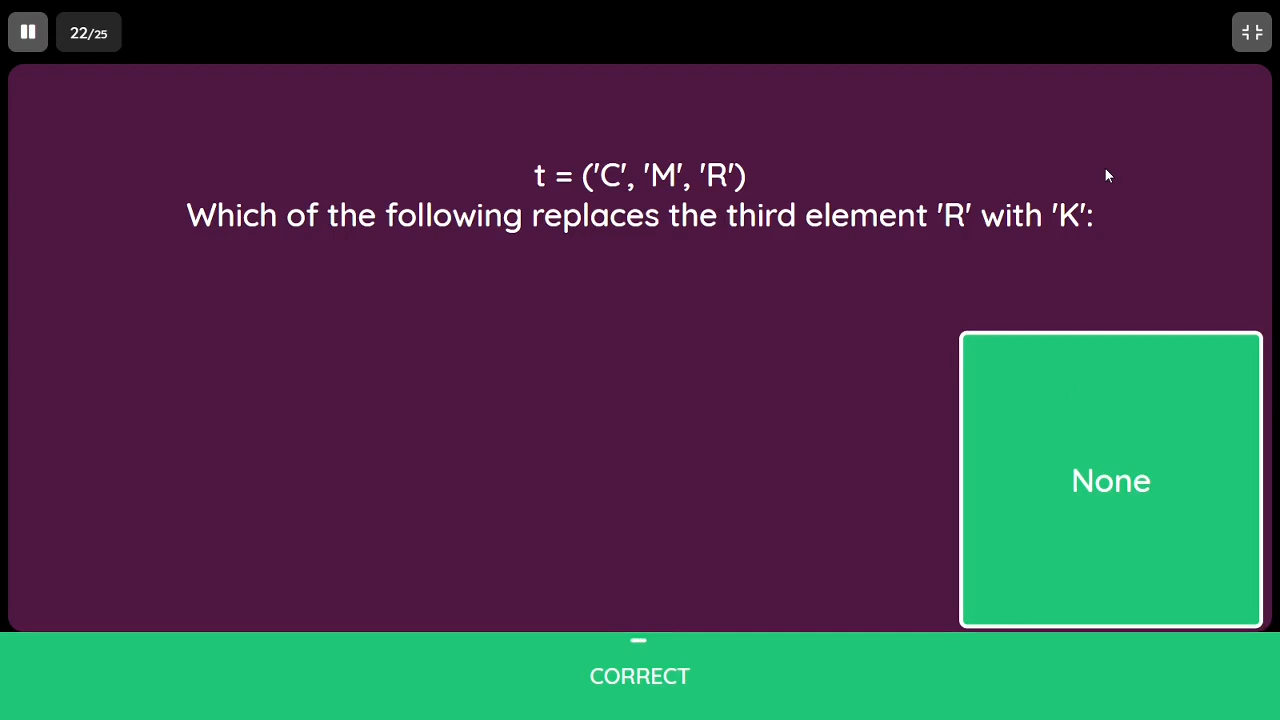 22/25
t = ('C', 'M', 'R')
Which of the following replaces the third element 'R' with 'K':
None
CORRECT